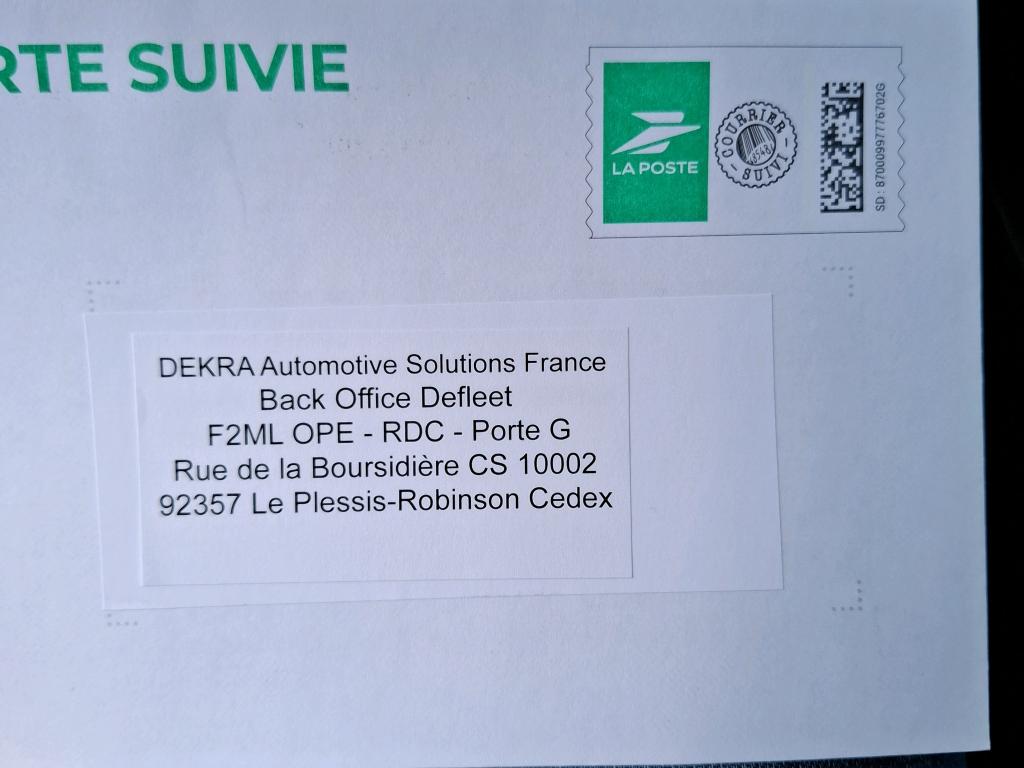 RTE SUIVIE
LA POSTE
COURRIER
SUIVI
SD : 87000997776702G
DEKRA Automotive Solutions France
Back Office Defleet
F2ML OPE - RDC - Porte G
Rue de la Boursidière CS 10002
92357 Le Plessis-Robinson Cedex